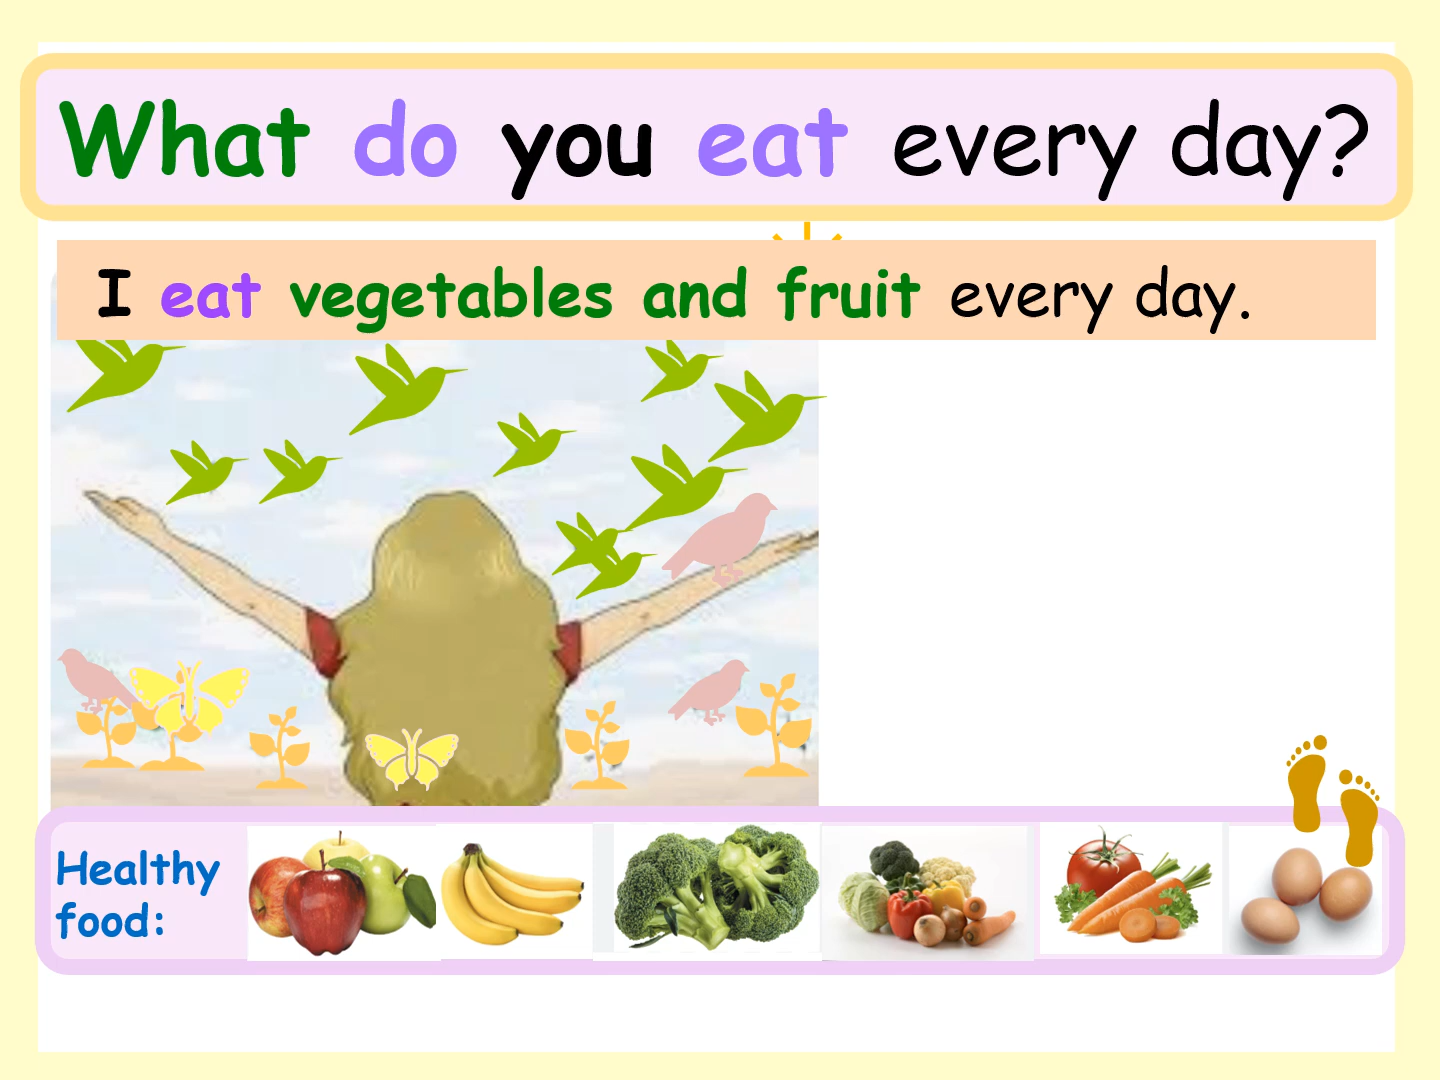 What do you eat every day?
I eat vegetables and fruit every day.
Healthy
food: